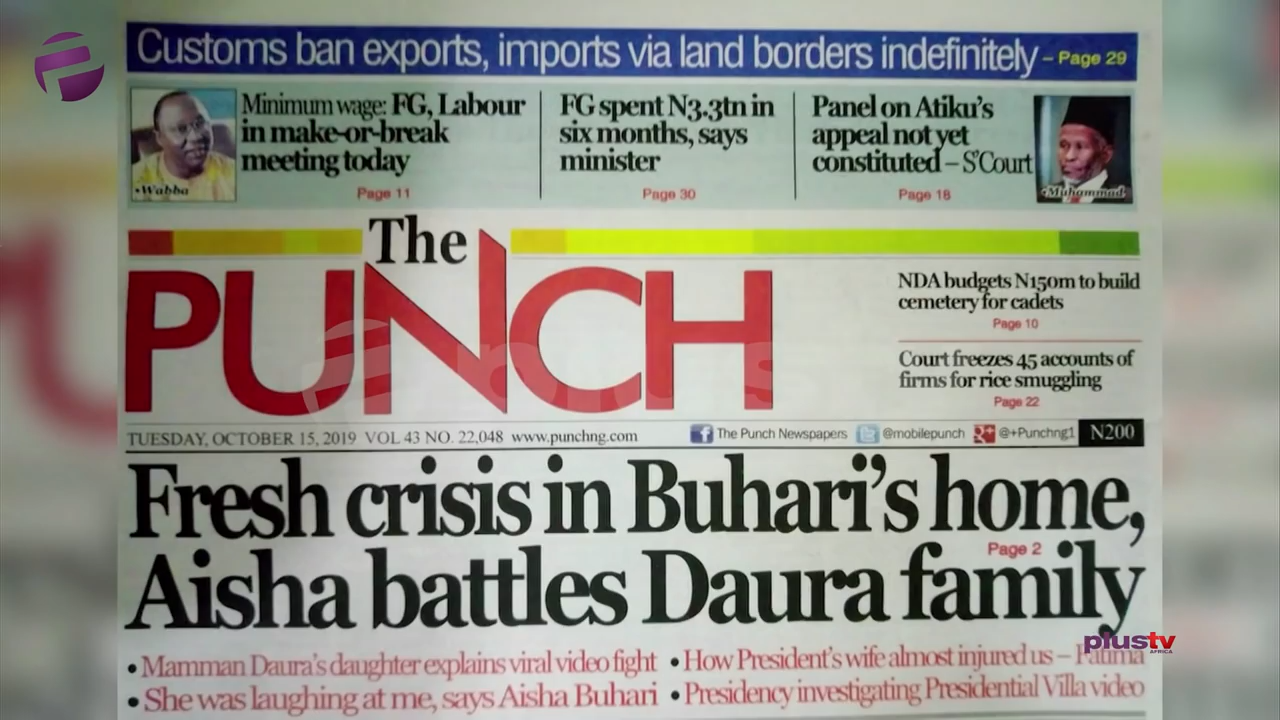 Customs ban exports, imports via land borders indefinitely – Page 29
Minimum wage: FG, Labour
in make-or-break
meeting today
Page 11
•Wabba
FG spent N3.3tn in
six months, says
minister
Page 30
Panel on Atiku's
appeal not yet
constituted – S'Court
Page 18
•Muhammad
The
PUNCH
NDA budgets N150m to build
cemetery for cadets
Page 10
Court freezes 45 accounts of
firms for rice smuggling
Page 22
TUESDAY, OCTOBER 15, 2019 VOL 43 NO. 22,048 www.punchng.com
The Punch Newspapers @mobilepunch @+Punchng1 N200
Fresh crisis in Buhari's home,
Page 2
Aisha battles Daura family
• Mamman Daura's daughter explains viral video fight
• She was laughing at me, says Aisha Buhari
• How President's wife almost injured us – Fatima
• Presidency investigating Presidential Villa video
plustv
AFRICA